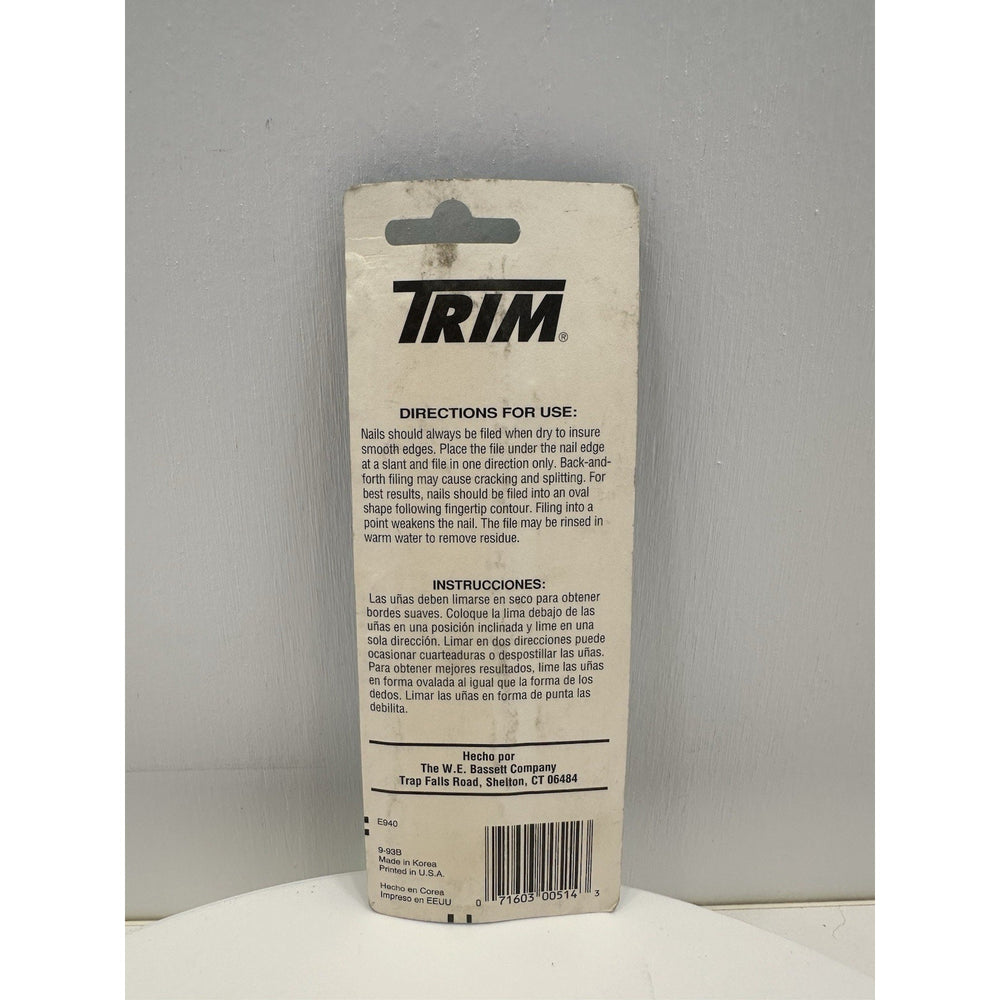 TRIM®
DIRECTIONS FOR USE:
Nails should always be filed when dry to insure
smooth edges. Place the file under the nail edge
at a slant and file in one direction only. Back-and-
forth filing may cause cracking and splitting. For
best results, nails should be filed into an oval
shape following fingertip contour. Filing into a
point weakens the nail. The file may be rinsed in
warm water to remove residue.
INSTRUCCIONES:
Las uñas deben limarse en seco para obtener
bordes suaves. Coloque la lima debajo de las
uñas en una posición inclinada y lime en una
sola dirección. Limar en dos direcciones puede
ocasionar cuarteaduras o despostillar las uñas.
Para obtener mejores resultados, lime las uñas
en forma ovalada al igual que la forma de los
dedos. Limar las uñas en forma de punta las
debilita.
Hecho por
The W.E. Bassett Company
Trap Falls Road, Shelton, CT 06484
E940
9-93B
Made in Korea
Printed in U.S.A.
Hecho en Corea
Impreso en EEUU
0 71603 00514 3